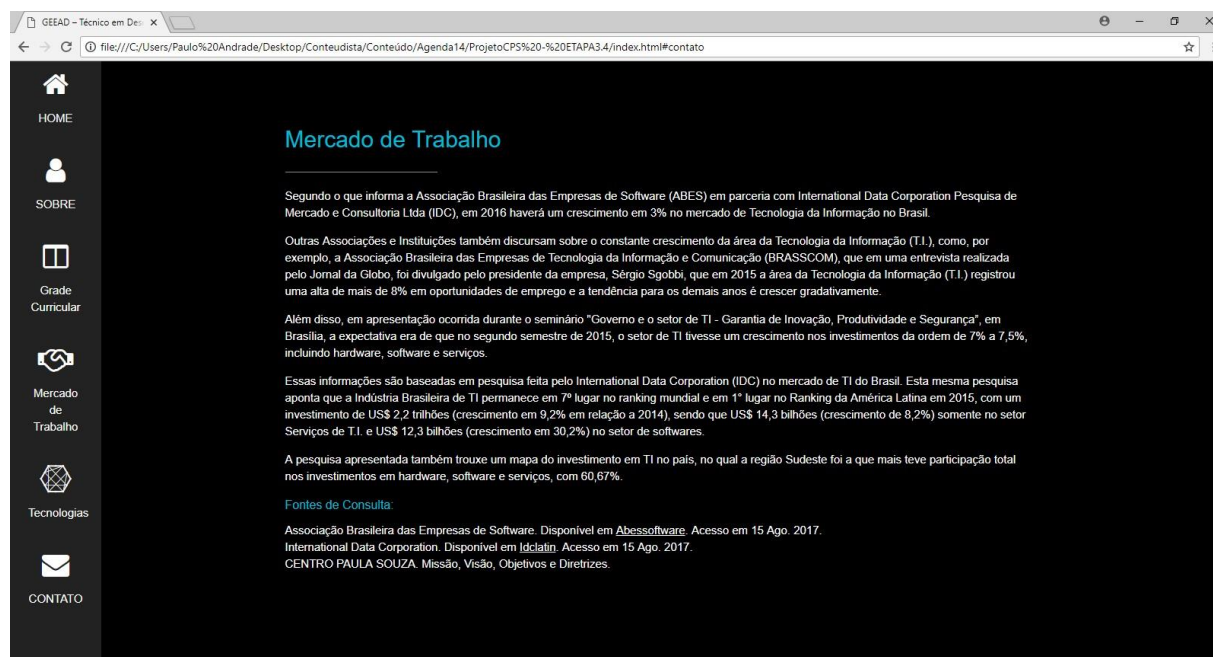 GEEAD – Técnico em Des
file:///C:/Users/Paulo%20Andrade/Desktop/Conteudista/Conteúdo/Agenda14/ProjetoCPS%20-%20ETAPA3.4/index.html#contato
HOME
SOBRE
Grade
Curricular
Mercado
de
Trabalho
Tecnologias
CONTATO
Mercado de Trabalho
Segundo o que informa a Associação Brasileira das Empresas de Software (ABES) em parceria com International Data Corporation Pesquisa de
Mercado e Consultoria Ltda (IDC), em 2016 haverá um crescimento em 3% no mercado de Tecnologia da Informação no Brasil.
Outras Associações e Instituições também discursam sobre o constante crescimento da área da Tecnologia da Informação (T.I.), como, por
exemplo, a Associação Brasileira das Empresas de Tecnologia da Informação e Comunicação (BRASSCOM), que em uma entrevista realizada
pelo Jornal da Globo, foi divulgado pelo presidente da empresa, Sérgio Sgobbi, que em 2015 a área da Tecnologia da Informação (T.I.) registrou
uma alta de mais de 8% em oportunidades de emprego e a tendência para os demais anos é crescer gradativamente.
Além disso, em apresentação ocorrida durante o seminário "Governo e o setor de TI - Garantia de Inovação, Produtividade e Segurança", em
Brasília, a expectativa era de que no segundo semestre de 2015, o setor de TI tivesse um crescimento nos investimentos da ordem de 7% a 7,5%,
incluindo hardware, software e serviços.
Essas informações são baseadas em pesquisa feita pelo International Data Corporation (IDC) no mercado de TI do Brasil. Esta mesma pesquisa
aponta que a Indústria Brasileira de TI permanece em 7º lugar no ranking mundial e em 1° lugar no Ranking da América Latina em 2015, com um
investimento de US$ 2,2 trilhões (crescimento em 9,2% em relação a 2014), sendo que US$ 14,3 bilhões (crescimento de 8,2%) somente no setor
Serviços de T.I. e US$ 12,3 bilhões (crescimento em 30,2%) no setor de softwares.
A pesquisa apresentada também trouxe um mapa do investimento em TI no país, no qual a região Sudeste foi a que mais teve participação total
nos investimentos em hardware, software e serviços, com 60,67%.
Fontes de Consulta:
Associação Brasileira das Empresas de Software. Disponível em Abessoftware. Acesso em 15 Ago. 2017.
International Data Corporation. Disponível em Idclatin. Acesso em 15 Ago. 2017.
CENTRO PAULA SOUZA. Missão, Visão, Objetivos e Diretrizes.